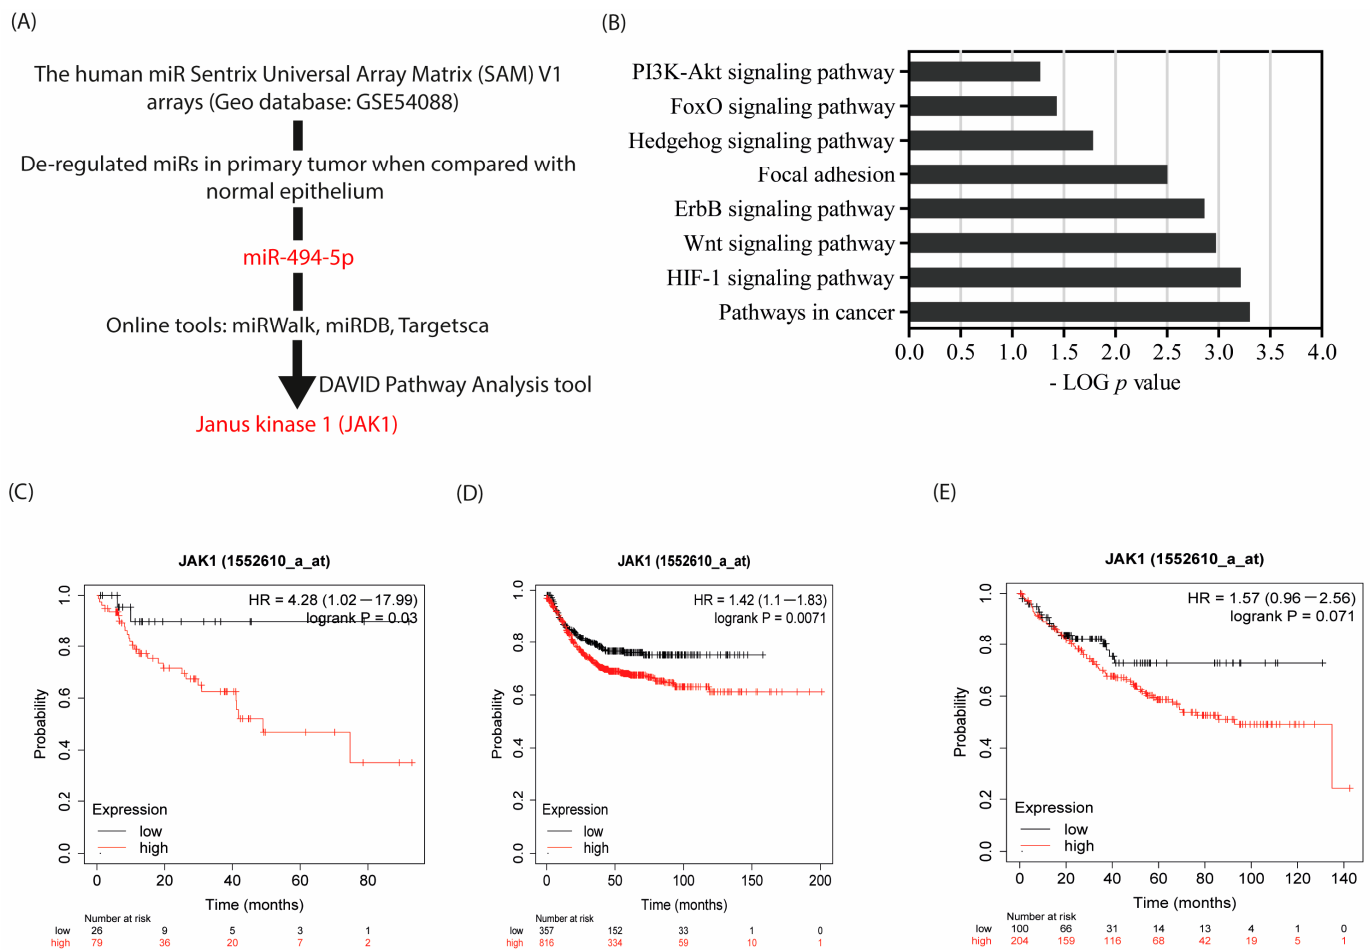 (A)
The human miR Sentrix Universal Array Matrix (SAM) V1
arrays (Geo database: GSE54088)
De-regulated miRs in primary tumor when compared with
normal epithelium
miR-494-5p
Online tools: miRWalk, miRDB, Targetsca
DAVID Pathway Analysis tool
Janus kinase 1 (JAK1)
(B)
PI3K-Akt signaling pathway
FoxO signaling pathway
Hedgehog signaling pathway
Focal adhesion
ErbB signaling pathway
Wnt signaling pathway
HIF-1 signaling pathway
Pathways in cancer
0.0 0.5 1.0 1.5 2.0 2.5 3.0 3.5 4.0
- LOG p value
(C)
JAK1 (1552610_a_at)
HR = 4.28 (1.02 − 17.99)
logrank P = 0.03
Probability
1.0
0.8
0.6
0.4
0.2
0.0
Expression
low
high
0 20 40 60 80
Time (months)
Number at risk
low 26 9 5 3 1
high 79 36 20 7 2
(D)
JAK1 (1552610_a_at)
HR = 1.42 (1.1 − 1.83)
logrank P = 0.0071
Probability
1.0
0.8
0.6
0.4
0.2
0.0
Expression
low
high
0 50 100 150 200
Time (months)
Number at risk
low 357 152 33 1 0
high 816 334 59 10 1
(E)
JAK1 (1552610_a_at)
HR = 1.57 (0.96 − 2.56)
logrank P = 0.071
Probability
1.0
0.8
0.6
0.4
0.2
0.0
Expression
low
high
0 20 40 60 80 100 120 140
Time (months)
Number at risk
low 100 66 31 14 13 4 1 0
high 204 159 116 68 42 19 5 1